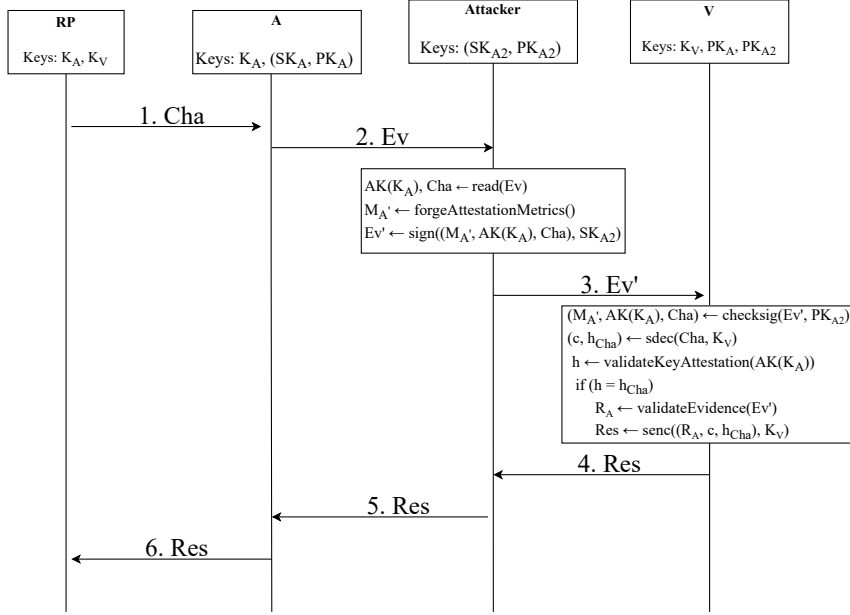 RP
Keys: K_A, K_V
A
Keys: K_A, (SK_A, PK_A)
Attacker
Keys: (SK_A2, PK_A2)
V
Keys: K_V, PK_A, PK_A2
1. Cha
2. Ev
AK(K_A), Cha ← read(Ev)
M_A' ← forgeAttestationMetrics()
Ev' ← sign((M_A', AK(K_A), Cha), SK_A2)
3. Ev'
(M_A', AK(K_A), Cha) ← checksig(Ev', PK_A2)
(c, h_Cha) ← sdec(Cha, K_V)
h ← validateKeyAttestation(AK(K_A))
if (h = h_Cha)
R_A ← validateEvidence(Ev')
Res ← senc((R_A, c, h_Cha), K_V)
4. Res
5. Res
6. Res